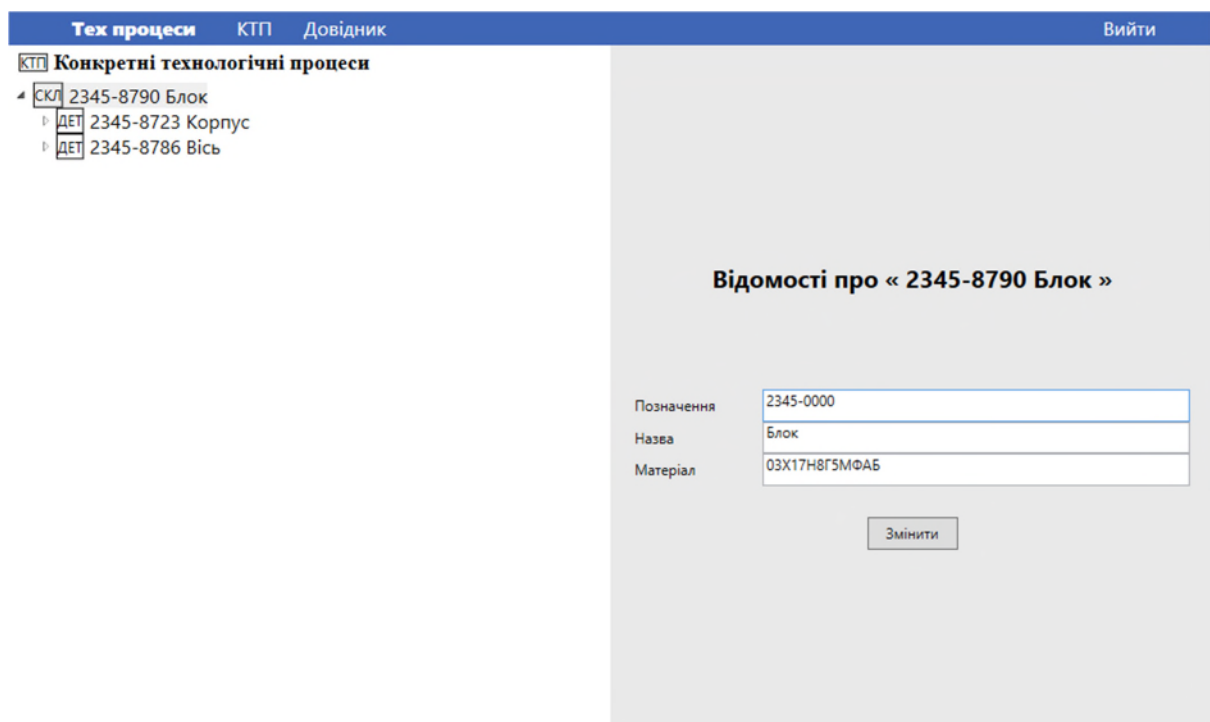 Тех процеси КТП Довідник Вийти
КТП Конкретні технологічні процеси
СКЛ 2345-8790 Блок
ДЕТ 2345-8723 Корпус
ДЕТ 2345-8786 Вісь
Відомості про « 2345-8790 Блок »
Позначення 2345-0000
Назва Блок
Матеріал 03Х17Н8Г5МФАБ
Змінити